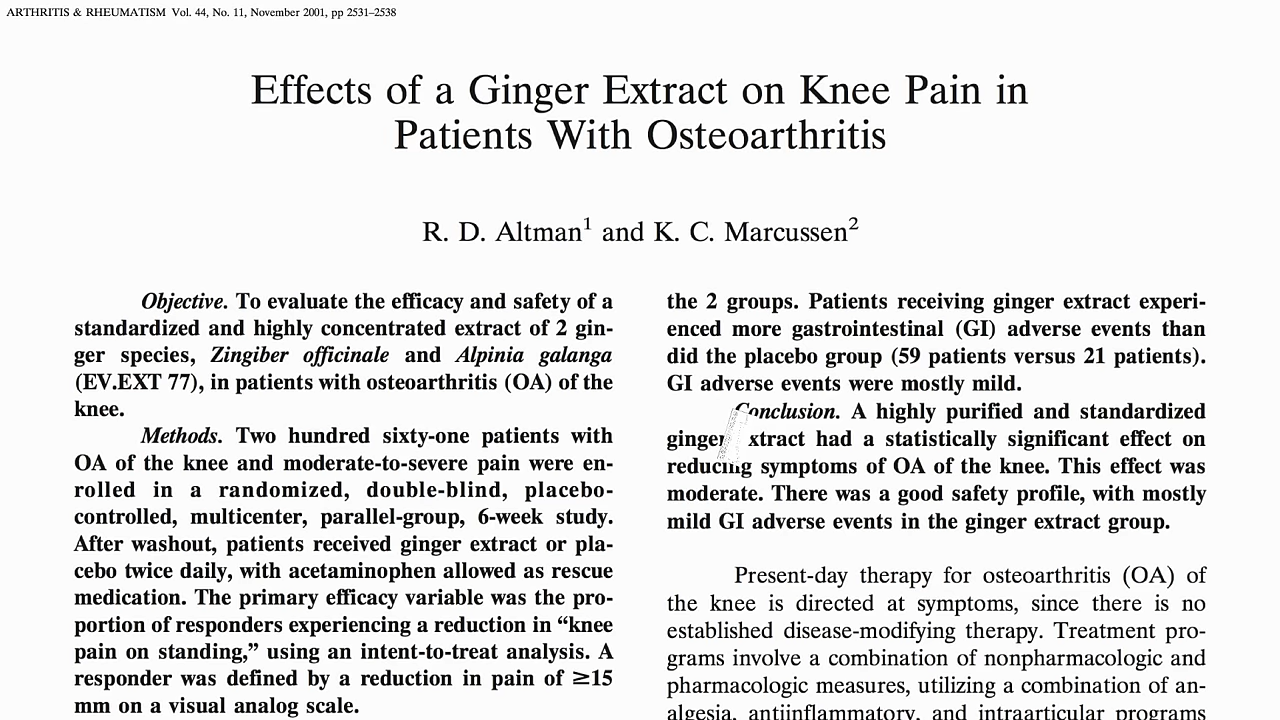 ARTHRITIS & RHEUMATISM Vol. 44, No. 11, November 2001, pp 2531–2538
Effects of a Ginger Extract on Knee Pain in
Patients With Osteoarthritis
R. D. Altman1 and K. C. Marcussen2
Objective. To evaluate the efficacy and safety of a
standardized and highly concentrated extract of 2 gin-
ger species, Zingiber officinale and Alpinia galanga
(EV.EXT 77), in patients with osteoarthritis (OA) of the
knee.
Methods. Two hundred sixty-one patients with
OA of the knee and moderate-to-severe pain were en-
rolled in a randomized, double-blind, placebo-
controlled, multicenter, parallel-group, 6-week study.
After washout, patients received ginger extract or pla-
cebo twice daily, with acetaminophen allowed as rescue
medication. The primary efficacy variable was the pro-
portion of responders experiencing a reduction in “knee
pain on standing,” using an intent-to-treat analysis. A
responder was defined by a reduction in pain of ≥15
mm on a visual analog scale.
the 2 groups. Patients receiving ginger extract experi-
enced more gastrointestinal (GI) adverse events than
did the placebo group (59 patients versus 21 patients).
GI adverse events were mostly mild.
Conclusion. A highly purified and standardized
ginger extract had a statistically significant effect on
reducing symptoms of OA of the knee. This effect was
moderate. There was a good safety profile, with mostly
mild GI adverse events in the ginger extract group.
Present-day therapy for osteoarthritis (OA) of
the knee is directed at symptoms, since there is no
established disease-modifying therapy. Treatment pro-
grams involve a combination of nonpharmacologic and
pharmacologic measures, utilizing a combination of an-
algesia, antiinflammatory, and intraarticular programs